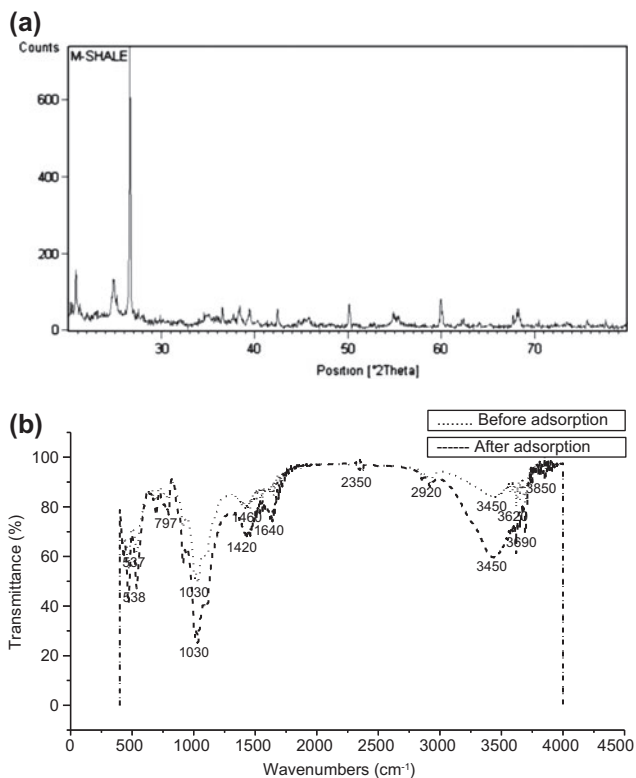 (a)
Counts
M-SHALE
600
400
200
0
30 40 50 60 70
Position [°2Theta]
(b)
Before adsorption
After adsorption
Transmittance (%)
100
80
60
40
20
0
537
538
797
1030
1030
1460
1420
1640
2350
2920
3450
3450
3620
3690
3850
0 500 1000 1500 2000 2500 3000 3500 4000 4500
Wavenumbers (cm⁻¹)